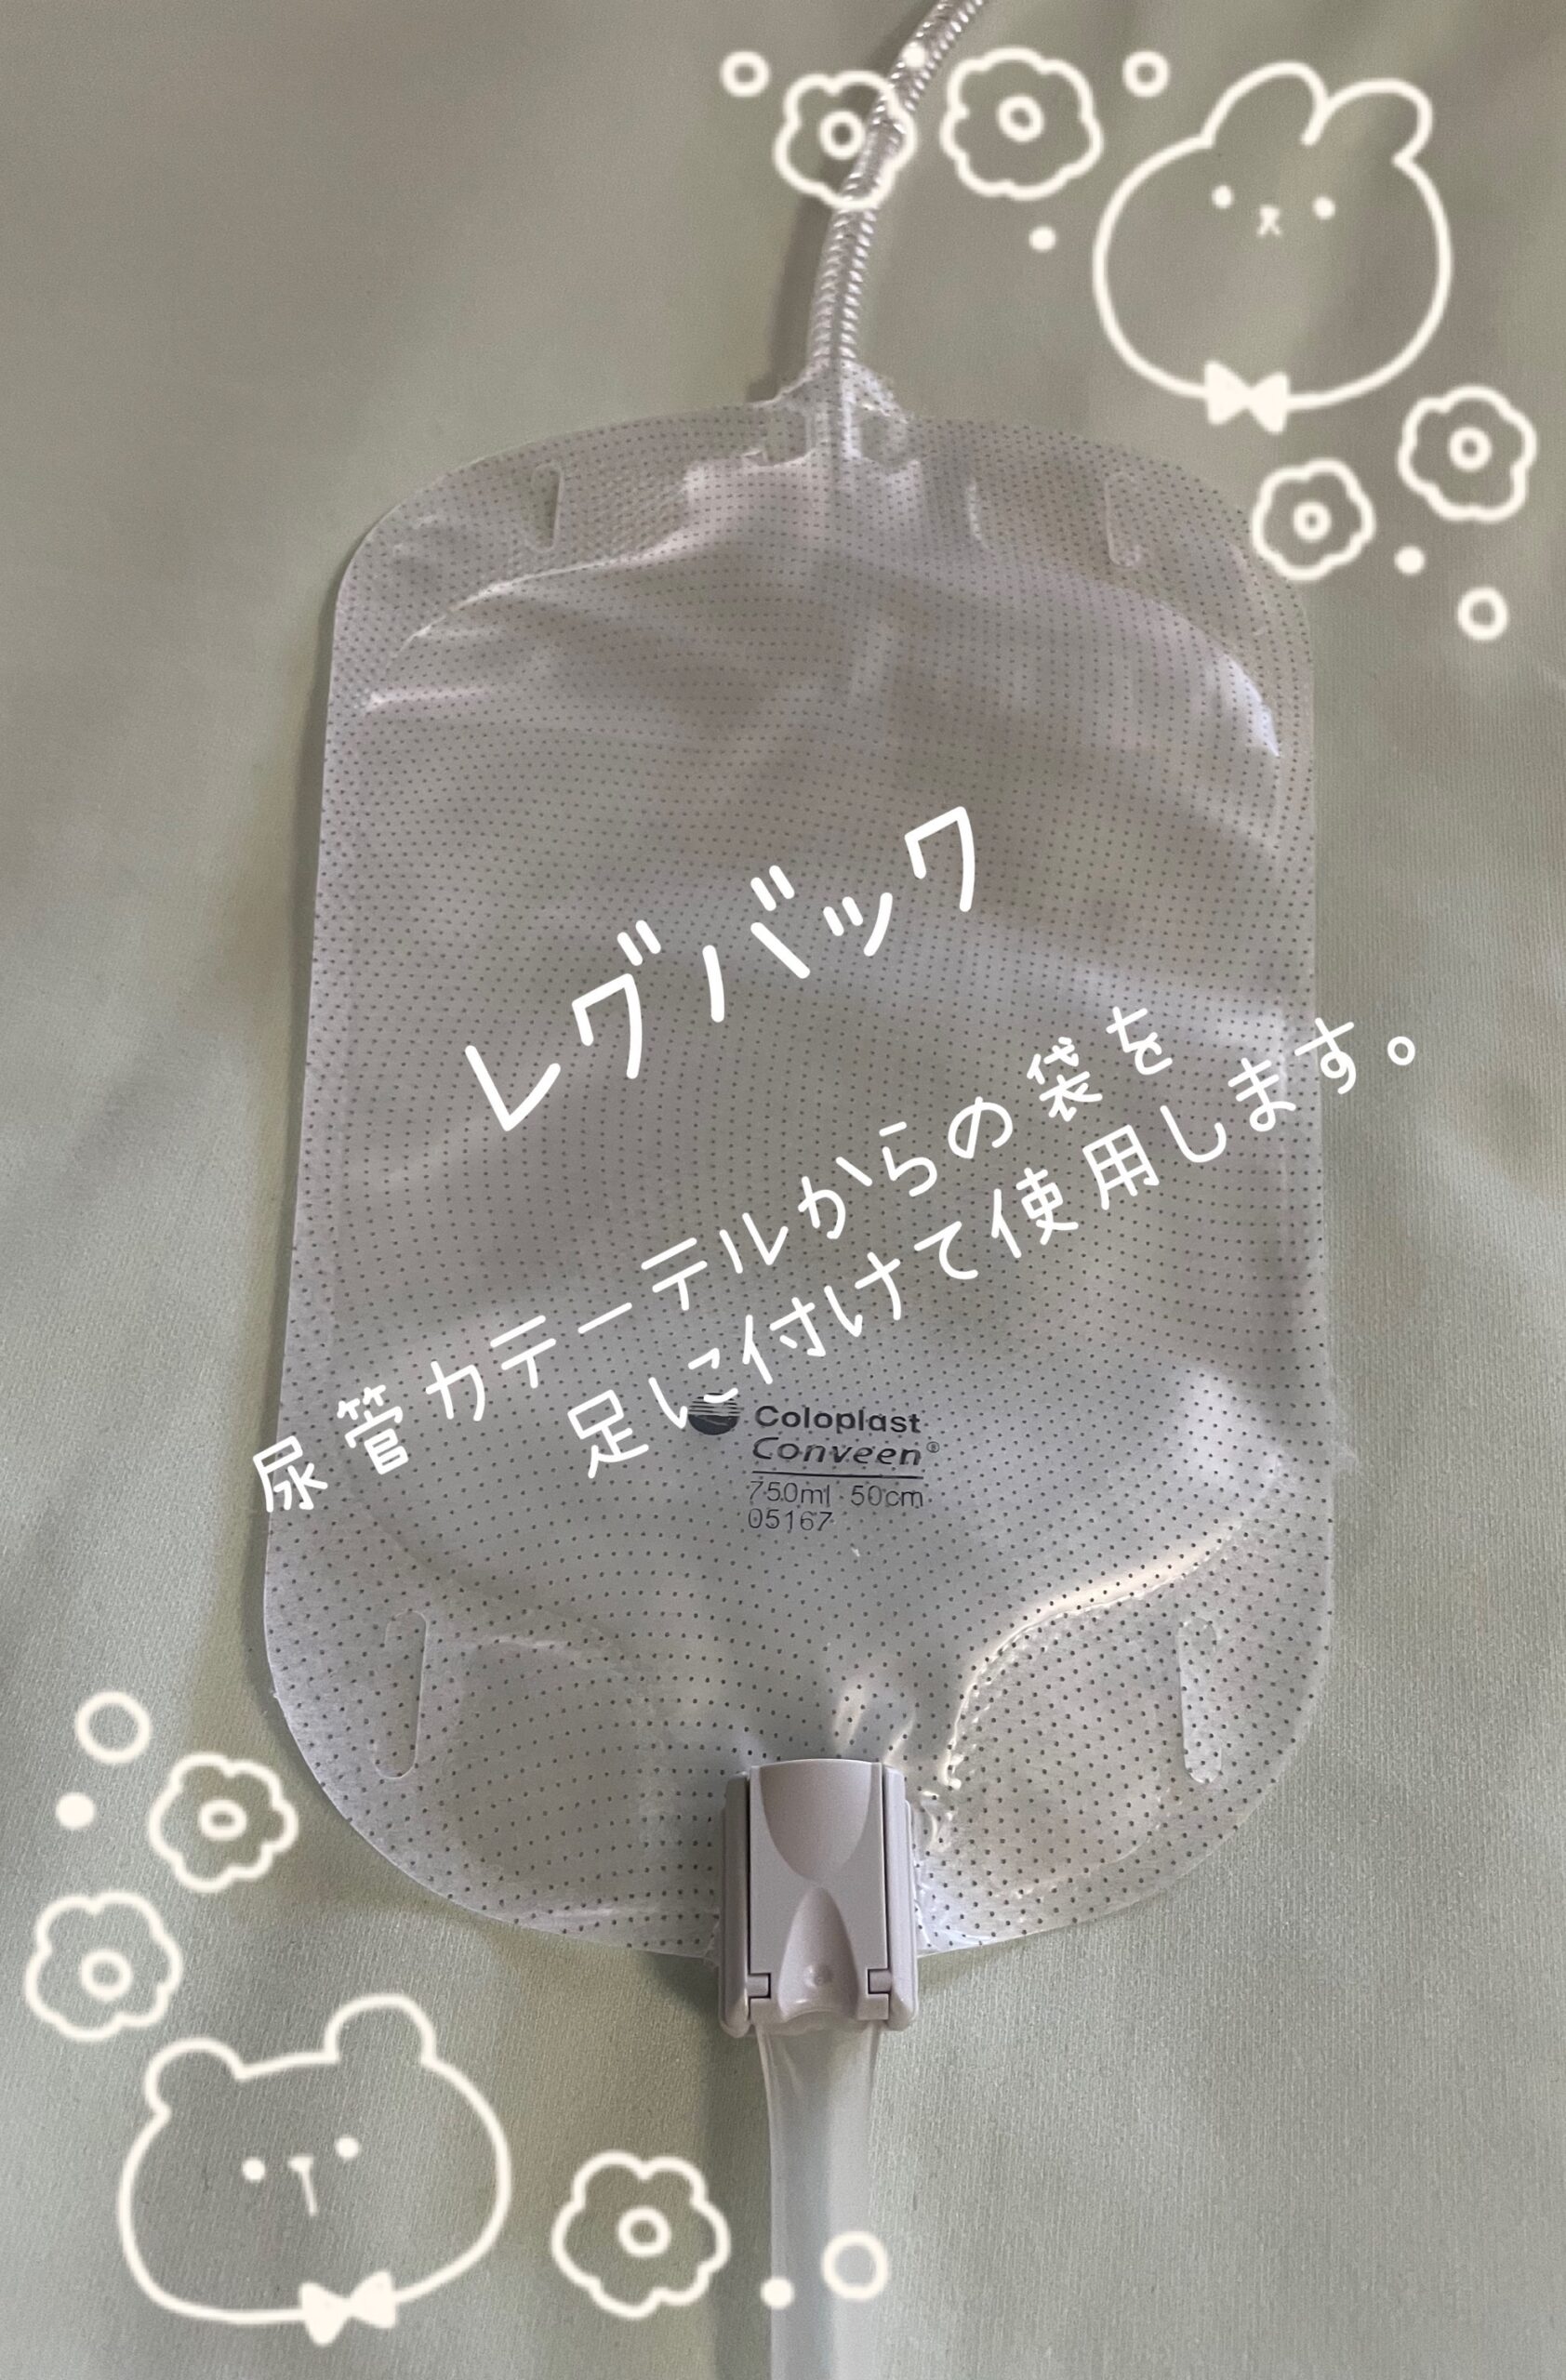 レグバック
尿管カテーテルからの袋を
足に付けて使用します。
Coloplast
Conveen®
750ml 50cm
05167